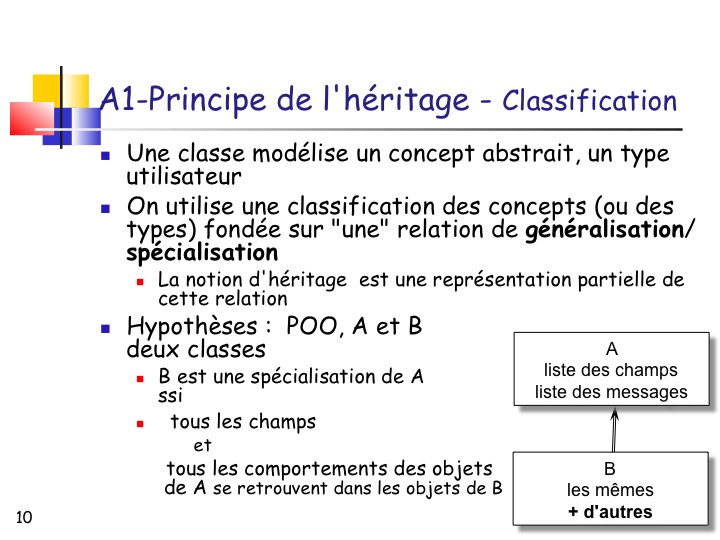 A1-Principe de l'héritage - Classification
Une classe modélise un concept abstrait, un type
utilisateur
On utilise une classification des concepts (ou des
types) fondée sur "une" relation de généralisation/
spécialisation
La notion d'héritage est une représentation partielle de
cette relation
Hypothèses : POO, A et B
deux classes
B est une spécialisation de A
ssi
tous les champs
et
tous les comportements des objets
de A se retrouvent dans les objets de B
A
liste des champs
liste des messages
B
les mêmes
+ d'autres
10